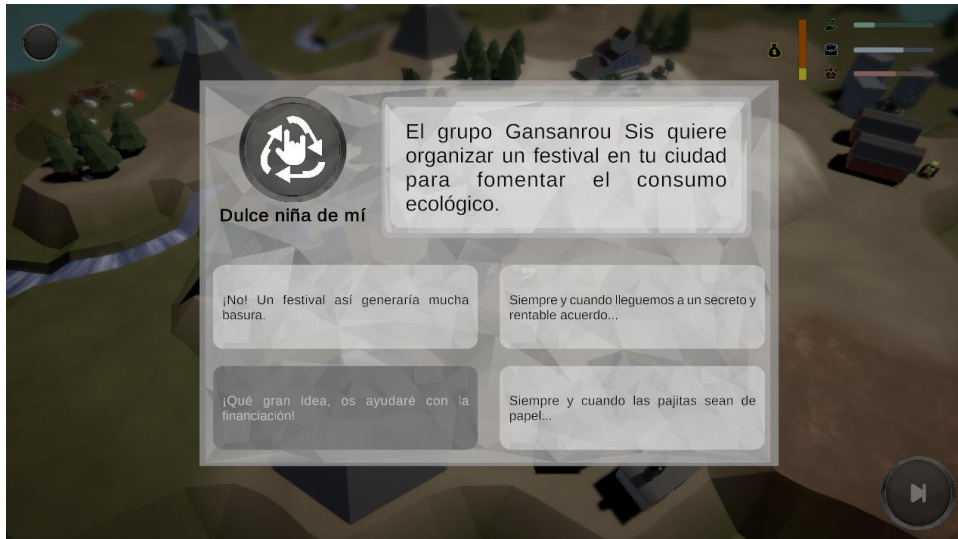 El grupo Gansanrou Sis quiere
organizar un festival en tu ciudad
para fomentar el consumo
ecológico.
Dulce niña de mí
¡No! Un festival así generaría mucha
basura.
Siempre y cuando lleguemos a un secreto y
rentable acuerdo...
¡Qué gran idea, os ayudaré con la
financiación!
Siempre y cuando las pajitas sean de
papel...